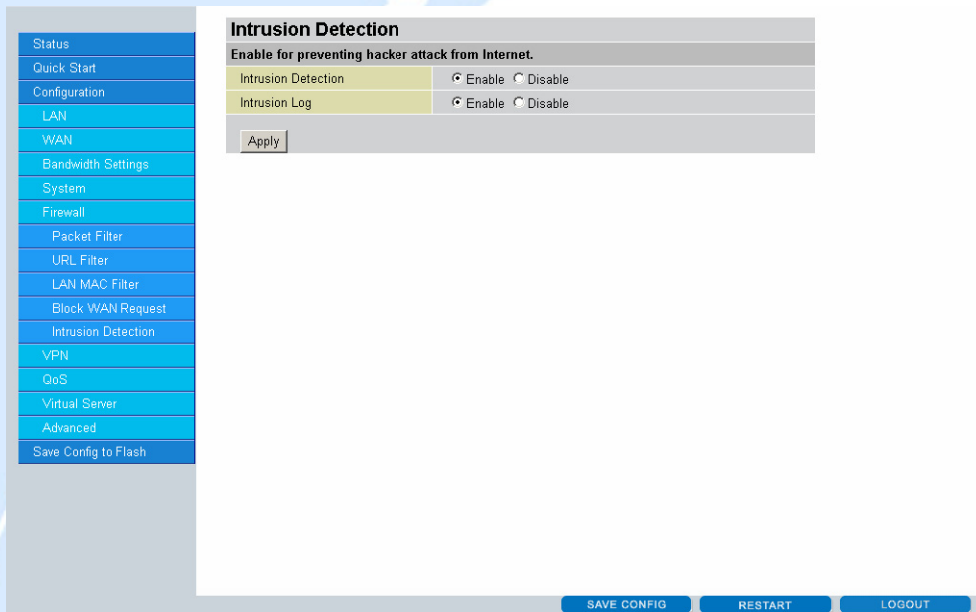 Status
Quick Start
Configuration
LAN
WAN
Bandwidth Settings
System
Firewall
Packet Filter
URL Filter
LAN MAC Filter
Block WAN Request
Intrusion Detection
VPN
QoS
Virtual Server
Advanced
Save Config to Flash
Intrusion Detection
Enable for preventing hacker attack from Internet.
Intrusion Detection Enable Disable
Intrusion Log Enable Disable
Apply
SAVE CONFIG RESTART LOGOUT